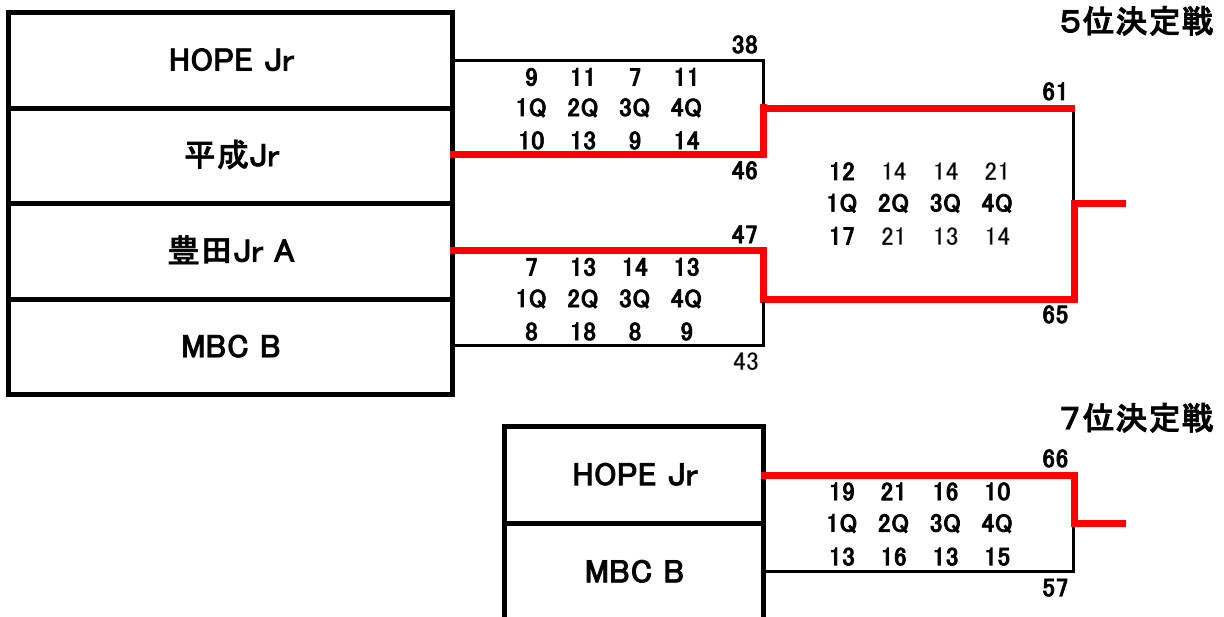 5位決定戦
HOPE Jr
38
9 11 7 11
1Q 2Q 3Q 4Q
10 13 9 14
平成Jr
46
61
12 14 14 21
1Q 2Q 3Q 4Q
17 21 13 14
豊田Jr A
47
7 13 14 13
1Q 2Q 3Q 4Q
8 18 8 9
65
MBC B
43
7位決定戦
HOPE Jr
66
19 21 16 10
1Q 2Q 3Q 4Q
13 16 13 15
MBC B
57